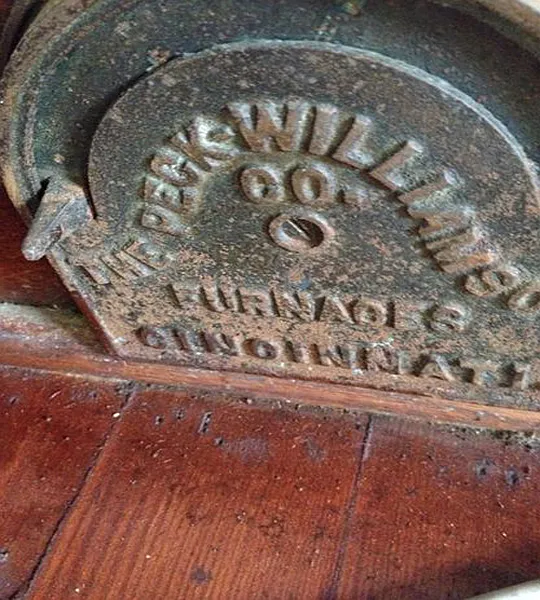 THE PECK-WILLIAMSO
CO.
FURNACES
CINCINNATI